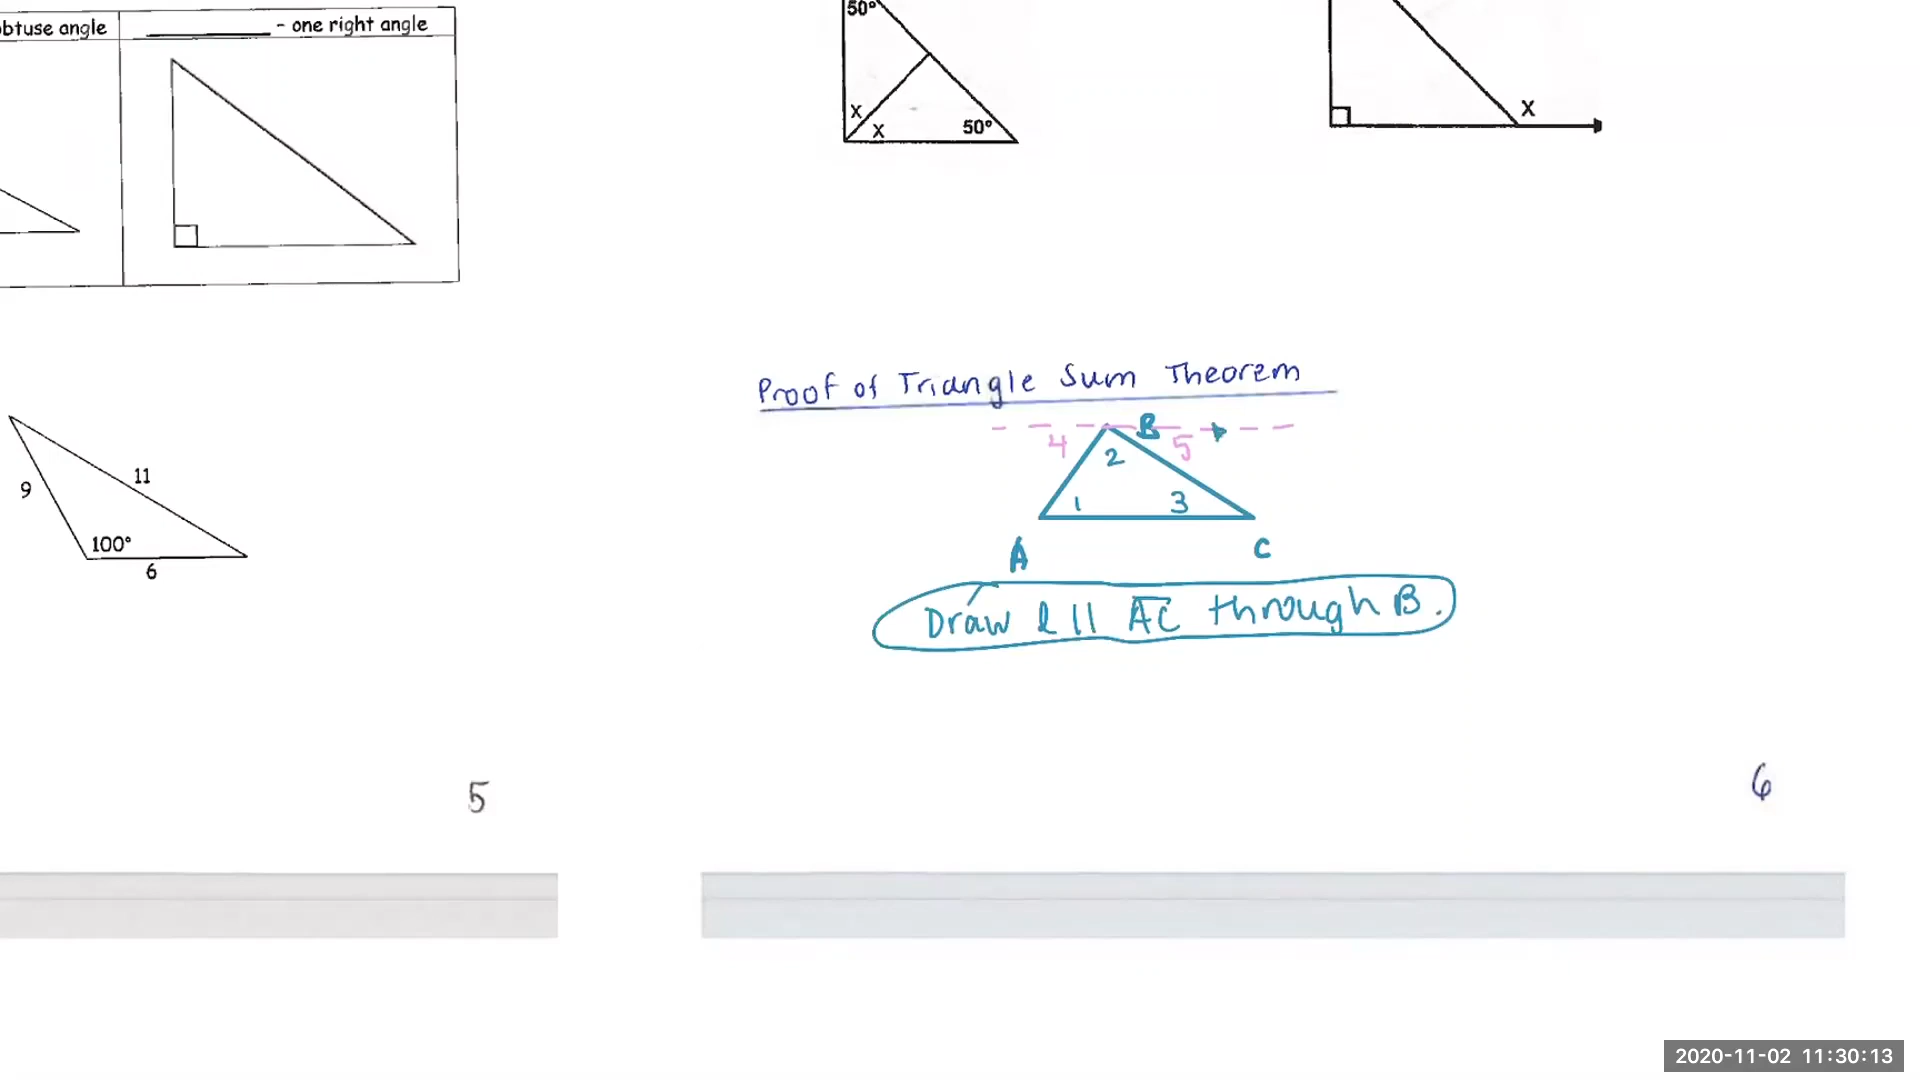 obtuse angle
- one right angle
50°
x
x
50°
x
Proof of Triangle Sum Theorem
B
4
5
2
1
3
A
C
Draw l || AC through B.
9
11
100°
6
5
6
2020-11-02 11:30:13